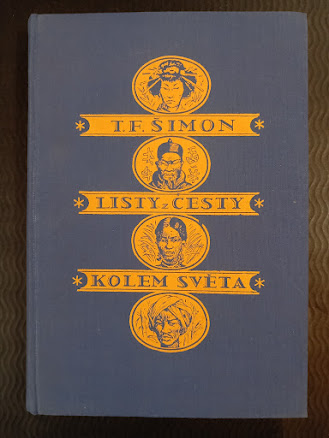 T.F. ŠIMON
LISTY Z CESTY
KOLEM SVĚTA